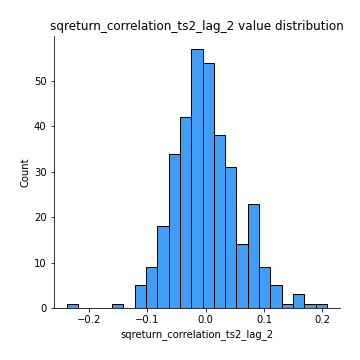 sqreturn_correlation_ts2_lag_2 value distribution
Count
50
40
30
20
10
0
−0.2 −0.1 0.0 0.1 0.2
sqreturn_correlation_ts2_lag_2